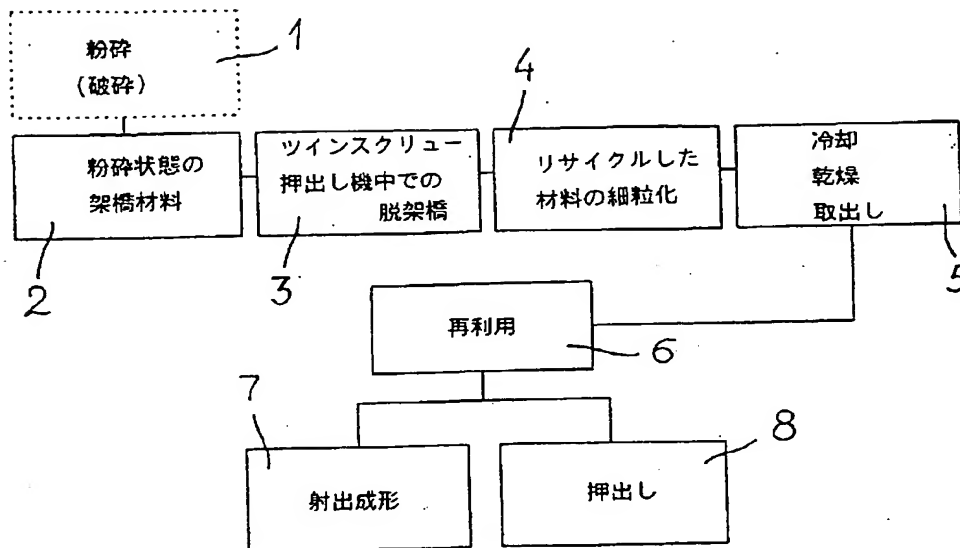 粉砕
(破砕)
1
粉砕状態の
架橋材料
2
ツインスクリュー
押出し機中での
脱架橋
3
4
リサイクルした
材料の細粒化
冷却
乾燥
取出し
5
再利用
6
7
射出成形
8
押出し